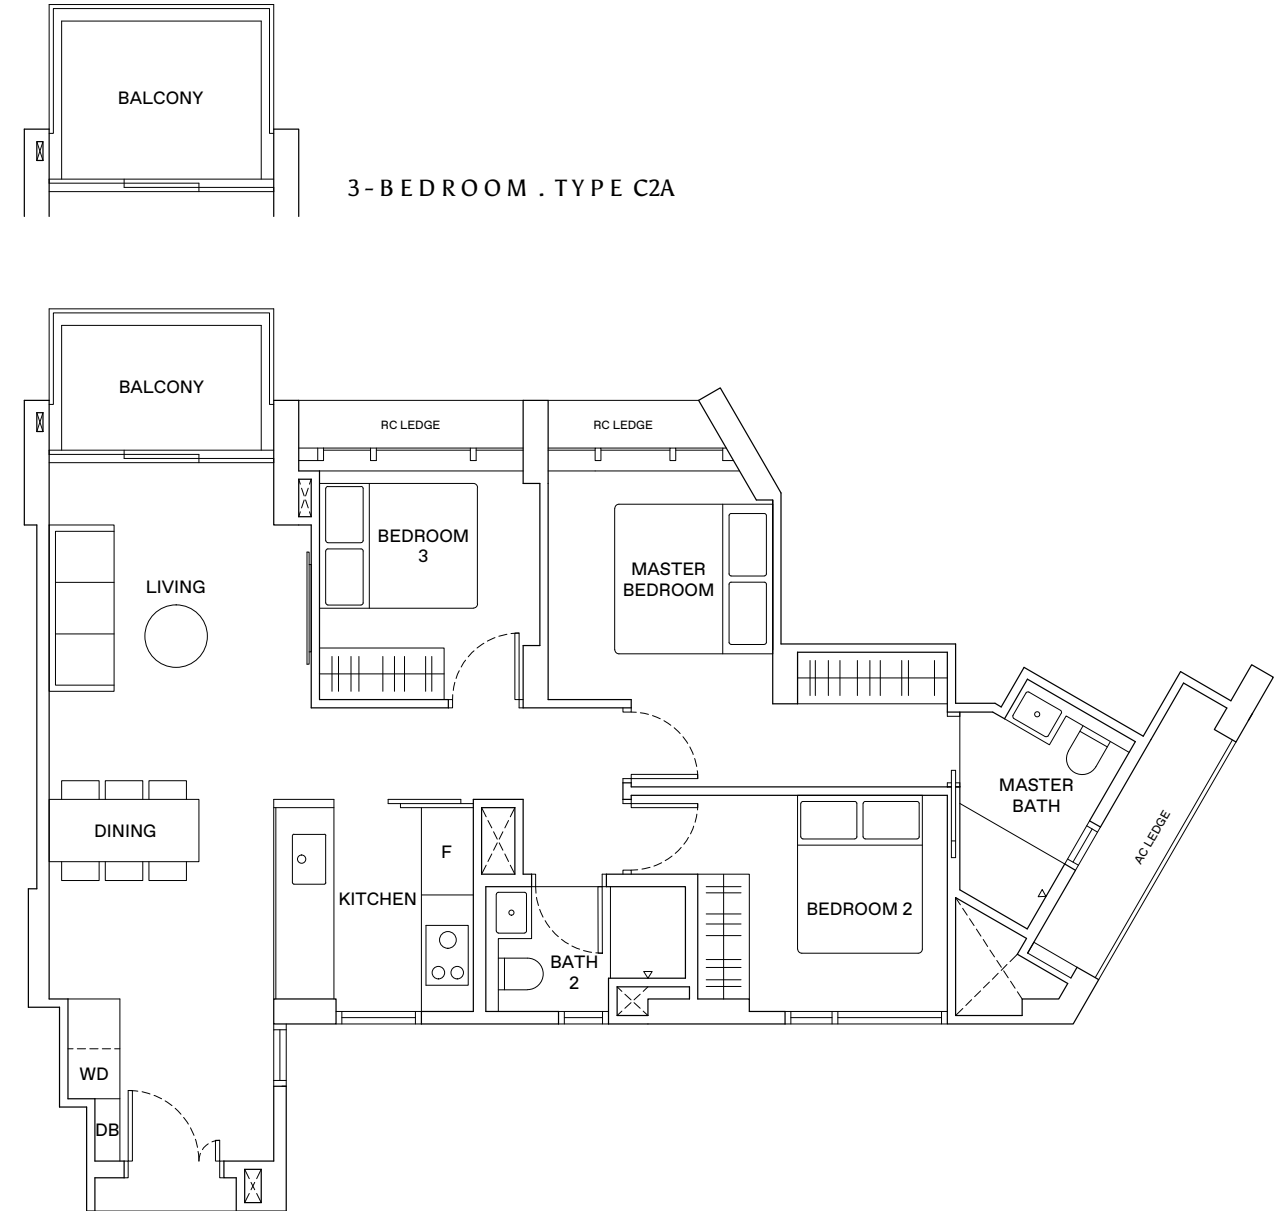 BALCONY
3-BEDROOM . TYPE C2A
BALCONY
RC LEDGE
RC LEDGE
BEDROOM
3
MASTER
BEDROOM
LIVING
MASTER
BATH
DINING
F
AC LEDGE
KITCHEN
BEDROOM 2
BATH
2
WD
DB